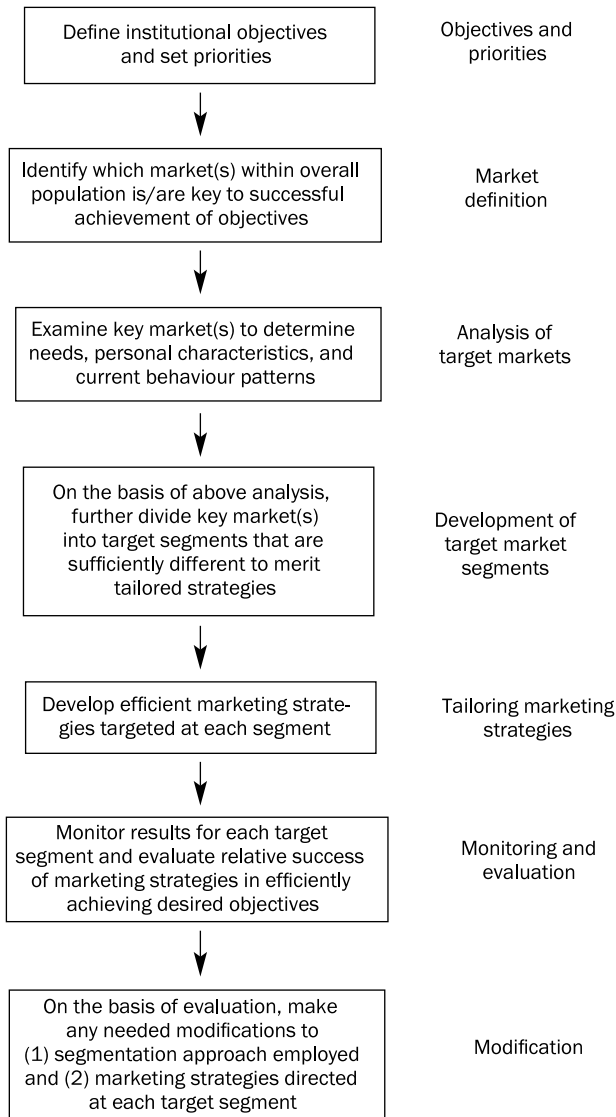 Define institutional objectives
and set priorities
Objectives and
priorities
Identify which market(s) within overall
population is/are key to successful
achievement of objectives
Market
definition
Examine key market(s) to determine
needs, personal characteristics, and
current behaviour patterns
Analysis of
target markets
On the basis of above analysis,
further divide key market(s)
into target segments that are
sufficiently different to merit
tailored strategies
Development of
target market
segments
Develop efficient marketing strate-
gies targeted at each segment
Tailoring marketing
strategies
Monitor results for each target
segment and evaluate relative success
of marketing strategies in efficiently
achieving desired objectives
Monitoring and
evaluation
On the basis of evaluation, make
any needed modifications to
(1) segmentation approach employed
and (2) marketing strategies directed
at each target segment
Modification